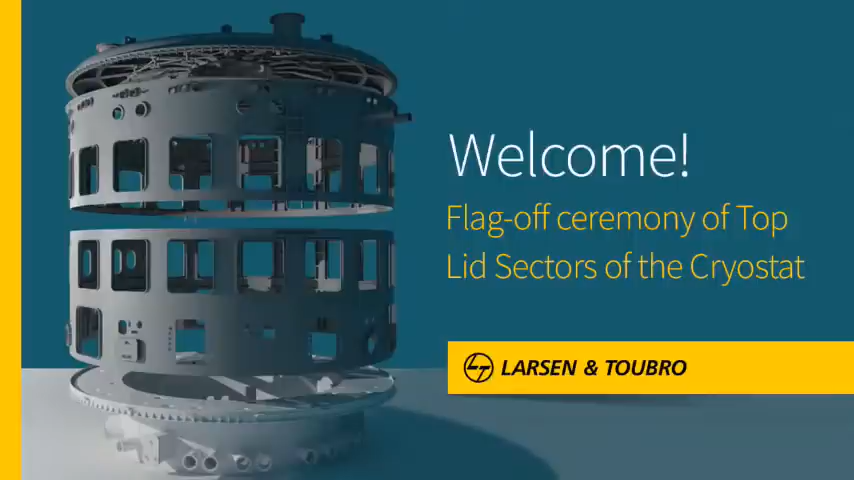 Welcome!
Flag-off ceremony of Top
Lid Sectors of the Cryostat
LARSEN & TOUBRO